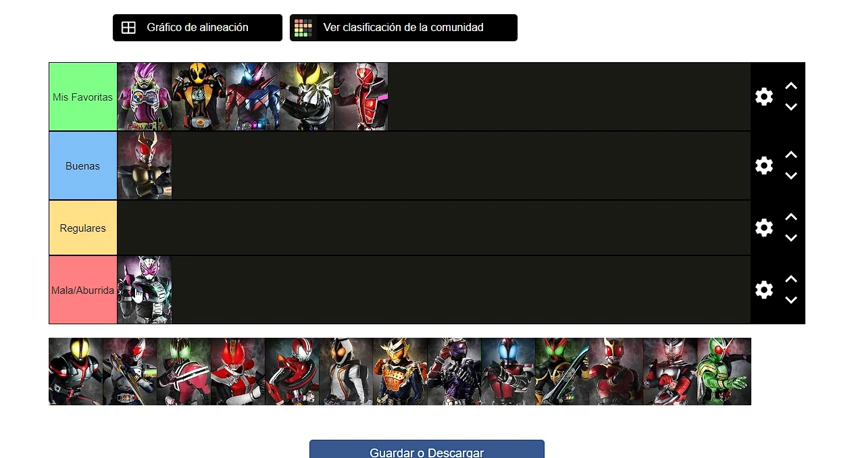 Gráfico de alineación
Ver clasificación de la comunidad
Mis Favoritas
Buenas
Regulares
Mala/Aburrida
Guardar o Descargar